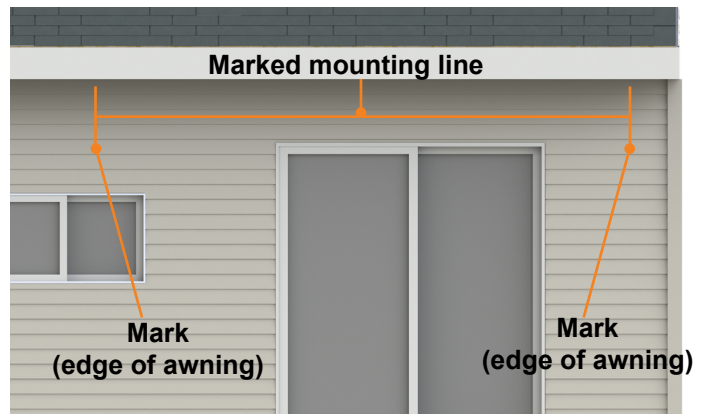 Marked mounting line
Mark
(edge of awning)
Mark
(edge of awning)